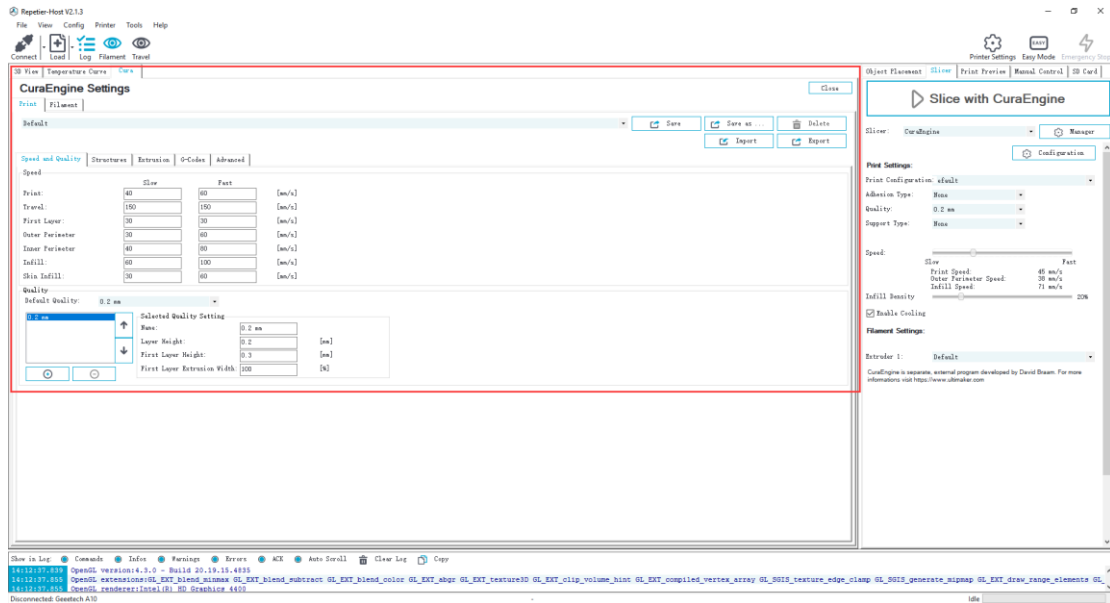 Repetier-Host V2.1.3
File View Config Printer Tools Help
Connect Load Log Filament Travel
Printer Settings Easy Mode Emergency Stop
EASY
3D View Temperature Curve Cura
Object Placement Slicer Print Preview Manual Control SD Card
CuraEngine Settings
Close
Print Filament
Slice with CuraEngine
Default
Save Save as ... Delete
Import Export
Slicer: CuraEngine Manager
Configuration
Speed and Quality Structures Extrusion G-Codes Advanced
Speed
Slow Fast
Print: 40 60 [mm/s]
Travel: 150 150 [mm/s]
First Layer: 30 30 [mm/s]
Outer Perimeter 30 60 [mm/s]
Inner Perimeter 40 80 [mm/s]
Infill: 60 100 [mm/s]
Skin Infill: 30 60 [mm/s]
Quality
Default Quality: 0.2 mm
0.2 mm
Selected Quality Setting
Name: 0.2 mm
Layer Height: 0.2 [mm]
First Layer Height: 0.3 [mm]
First Layer Extrusion Width: 100 [%]
Print Settings:
Print Configuration: efault
Adhesion Type: None
Quality: 0.2 mm
Support Type: None
Speed:
Slow Fast
Print Speed: 45 mm/s
Outer Perimeter Speed: 38 mm/s
Infill Speed: 71 mm/s
Infill Density 20%
Enable Cooling
Filament Settings:
Extruder 1: Default
CuraEngine is separate, external program developed by David Braam. For more
informations visit https://www.ultimaker.com
Show in Log: Commands Infos Warnings Errors ACK Auto Scroll Clear Log Copy
14:12:37.839 OpenGL version:4.3.0 - Build 20.19.15.4835
14:12:37.855 OpenGL extensions:GL_EXT_blend_minmax GL_EXT_blend_subtract GL_EXT_blend_color GL_EXT_abgr GL_EXT_texture3D GL_EXT_clip_volume_hint GL_EXT_compiled_vertex_array GL_SGIS_texture_edge_clamp GL_SGIS_generate_mipmap GL_EXT_draw_range_elements GL_
14:12:37.855 OpenGL renderer:Intel(R) HD Graphics 4400
Disconnected: Geeetech A10 - Idle